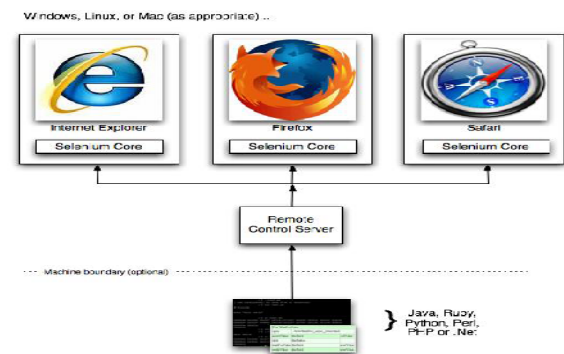 Windows, Linux, or Mac (as appropriate) ..
Internet Explorer
Firefox
Safari
Selenium Core
Selenium Core
Selenium Core
Remote
Control Server
Machine boundary (optional)
Java, Ruby,
Python, Perl,
PHP or .Net